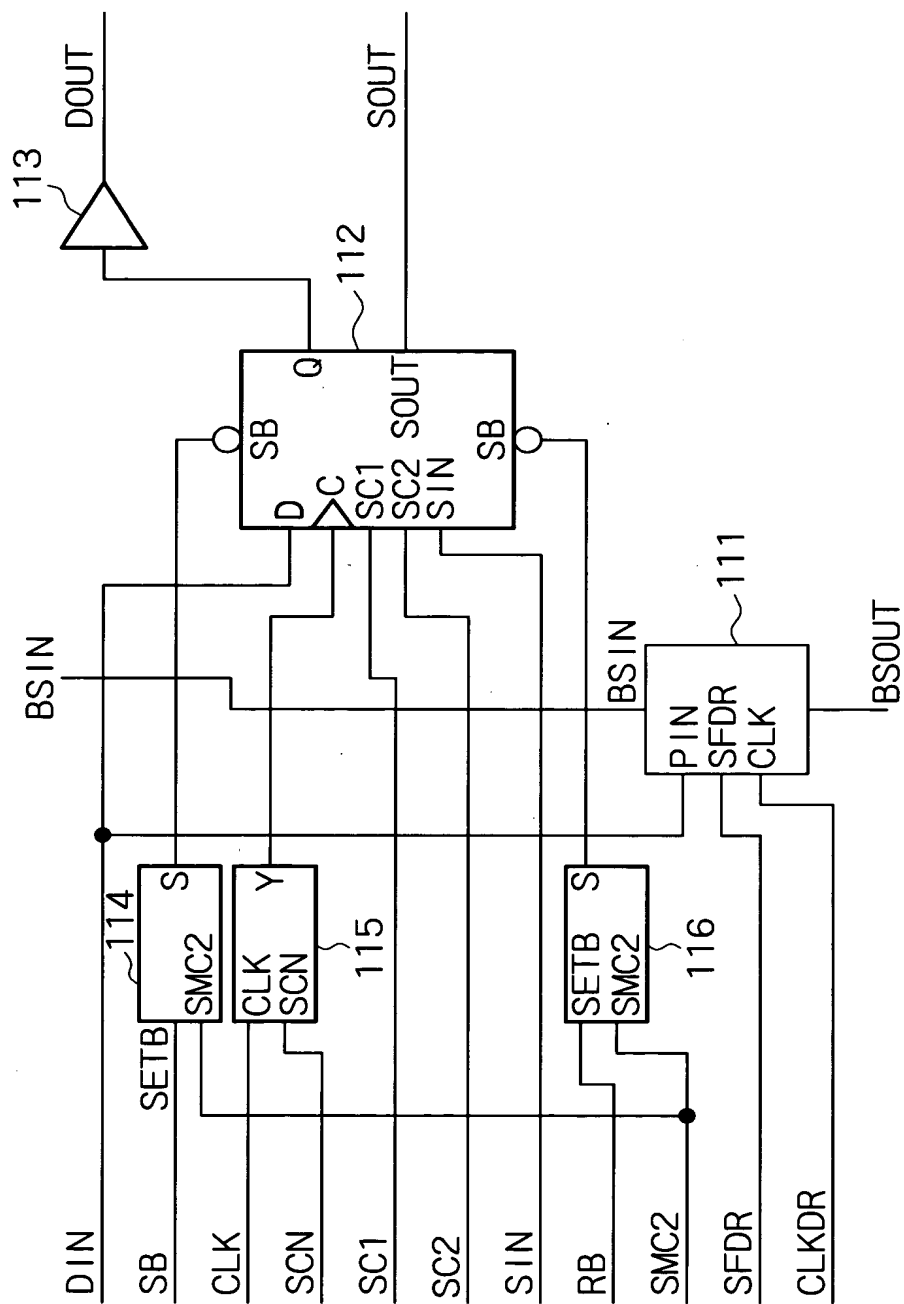 DIN
SB
CLK
SCN
SC1
SC2
SIN
RB
SMC2
SFDR
CLKDR
SETB
SMC2
S
114
CLK
SCN
Y
115
SETB
SMC2
S
116
BSIN
BSIN
PIN
SFDR
CLK
111
BSOUT
D
C
SC1
SC2
SIN
SB
SB
Q
SOUT
112
113
DOUT
SOUT